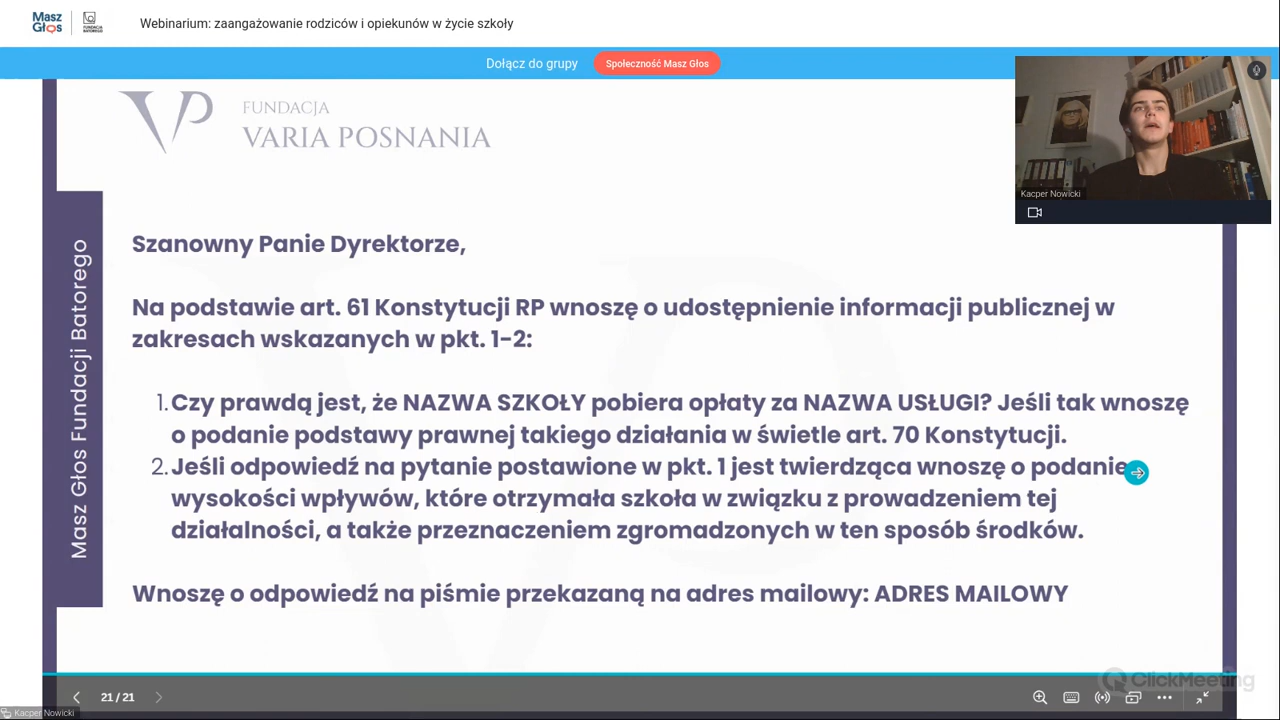 Masz
Głos
FUNDACJA
BATOREGO
Webinarium: zaangażowanie rodziców i opiekunów w życie szkoły
Dołącz do grupy
Społeczność Masz Głos
FUNDACJA
VARIA POSNANIA
Kacper Nowicki
Masz Głos Fundacji Batorego
Szanowny Panie Dyrektorze,
Na podstawie art. 61 Konstytucji RP wnoszę o udostępnienie informacji publicznej w
zakresach wskazanych w pkt. 1-2:
1. Czy prawdą jest, że NAZWA SZKOŁY pobiera opłaty za NAZWA USŁUGI? Jeśli tak wnoszę
o podanie podstawy prawnej takiego działania w świetle art. 70 Konstytucji.
2. Jeśli odpowiedź na pytanie postawione w pkt. 1 jest twierdząca wnoszę o podanie
wysokości wpływów, które otrzymała szkoła w związku z prowadzeniem tej
działalności, a także przeznaczeniem zgromadzonych w ten sposób środków.
Wnoszę o odpowiedź na piśmie przekazaną na adres mailowy: ADRES MAILOWY
ClickMeeting
21 / 21
Kacper Nowicki